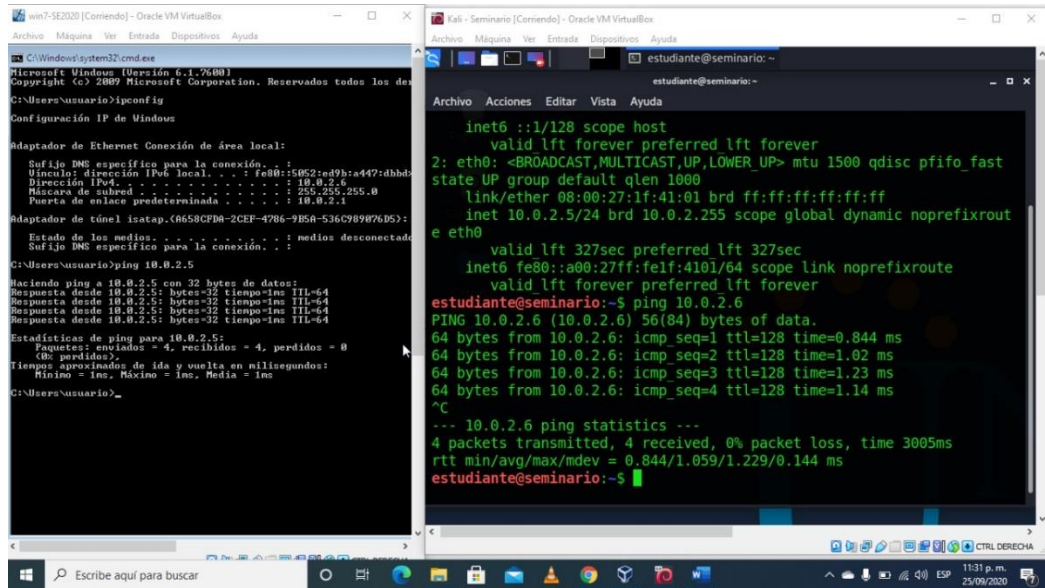 win7-SE2020 [Corriendo] - Oracle VM VirtualBox
Archivo Máquina Ver Entrada Dispositivos Ayuda
C:\Windows\system32\cmd.exe
Microsoft Windows [Versión 6.1.7600]
Copyright (c) 2009 Microsoft Corporation. Reservados todos los der
C:\Users\usuario>ipconfig
Configuración IP de Windows
Adaptador de Ethernet Conexión de área local:
Sufijo DNS específico para la conexión. . :
Vínculo: dirección IPv6 local. . . : fe80::5052:ed9b:a447:dbbd%
Dirección IPv4. . . . . . . . . . . . . . : 10.0.2.6
Máscara de subred . . . . . . . . . . . . : 255.255.255.0
Puerta de enlace predeterminada . . . . . : 10.0.2.1
Adaptador de túnel isatap.{A658CFDA-2CEF-4786-9B5A-536C989076D5}:
Estado de los medios. . . . . . . . . . . : medios desconectado
Sufijo DNS específico para la conexión. . :
C:\Users\usuario>ping 10.0.2.5
Haciendo ping a 10.0.2.5 con 32 bytes de datos:
Respuesta desde 10.0.2.5: bytes=32 tiempo=1ms TTL=64
Respuesta desde 10.0.2.5: bytes=32 tiempo=1ms TTL=64
Respuesta desde 10.0.2.5: bytes=32 tiempo=1ms TTL=64
Respuesta desde 10.0.2.5: bytes=32 tiempo=1ms TTL=64
Estadísticas de ping para 10.0.2.5:
Paquetes: enviados = 4, recibidos = 4, perdidos = 0
(0% perdidos),
Tiempos aproximados de ida y vuelta en milisegundos:
Mínimo = 1ms, Máximo = 1ms, Media = 1ms
C:\Users\usuario>_
Kali - Seminario [Corriendo] - Oracle VM VirtualBox
Archivo Máquina Ver Entrada Dispositivos Ayuda
estudiante@seminario: ~
estudiante@seminario: ~
Archivo Acciones Editar Vista Ayuda
inet6 ::1/128 scope host
valid_lft forever preferred_lft forever
2: eth0: <BROADCAST,MULTICAST,UP,LOWER_UP> mtu 1500 qdisc pfifo_fast
state UP group default qlen 1000
link/ether 08:00:27:1f:41:01 brd ff:ff:ff:ff:ff:ff
inet 10.0.2.5/24 brd 10.0.2.255 scope global dynamic noprefixrout
e eth0
valid_lft 327sec preferred_lft 327sec
inet6 fe80::a00:27ff:fe1f:4101/64 scope link noprefixroute
valid_lft forever preferred_lft forever
estudiante@seminario:~$ ping 10.0.2.6
PING 10.0.2.6 (10.0.2.6) 56(84) bytes of data.
64 bytes from 10.0.2.6: icmp_seq=1 ttl=128 time=0.844 ms
64 bytes from 10.0.2.6: icmp_seq=2 ttl=128 time=1.02 ms
64 bytes from 10.0.2.6: icmp_seq=3 ttl=128 time=1.23 ms
64 bytes from 10.0.2.6: icmp_seq=4 ttl=128 time=1.14 ms
^C
--- 10.0.2.6 ping statistics ---
4 packets transmitted, 4 received, 0% packet loss, time 3005ms
rtt min/avg/max/mdev = 0.844/1.059/1.229/0.144 ms
estudiante@seminario:~$
CTRL DERECHA
Escribe aquí para buscar
ESP
11:31 p. m.
25/09/2020